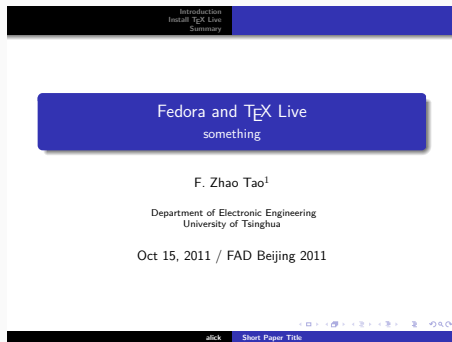 Introduction
Install TEX Live
Summary
Fedora and TEX Live
something
F. Zhao Tao1
Department of Electronic Engineering
University of Tsinghua
Oct 15, 2011 / FAD Beijing 2011
alick Short Paper Title